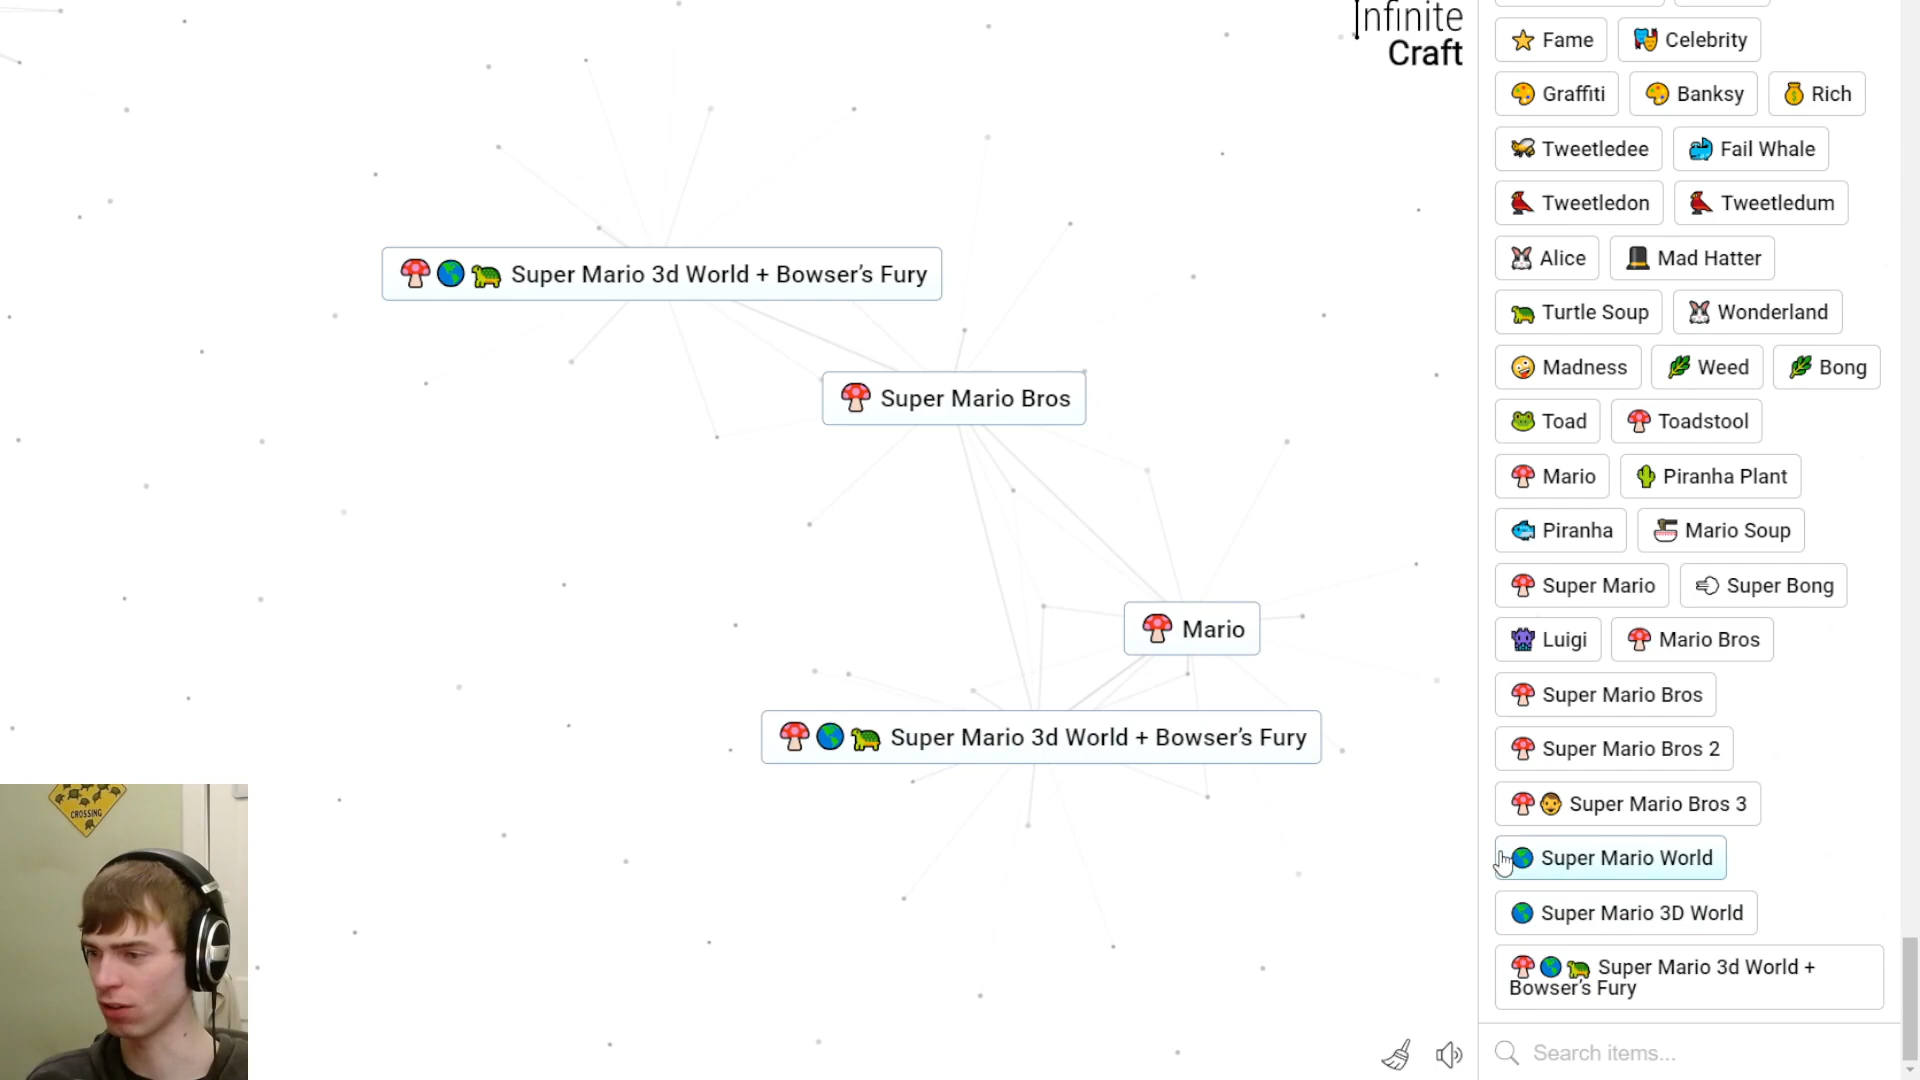 Infinite
Craft
Super Mario 3d World + Bowser's Fury
Super Mario Bros
Mario
Super Mario 3d World + Bowser's Fury
CROSSING
Fame Celebrity
Graffiti Banksy Rich
Tweetledee Fail Whale
Tweetledon Tweetledum
Alice Mad Hatter
Turtle Soup Wonderland
Madness Weed Bong
Toad Toadstool
Mario Piranha Plant
Piranha Mario Soup
Super Mario Super Bong
Luigi Mario Bros
Super Mario Bros
Super Mario Bros 2
Super Mario Bros 3
Super Mario World
Super Mario 3D World
Super Mario 3d World +
Bowser's Fury
Search items...